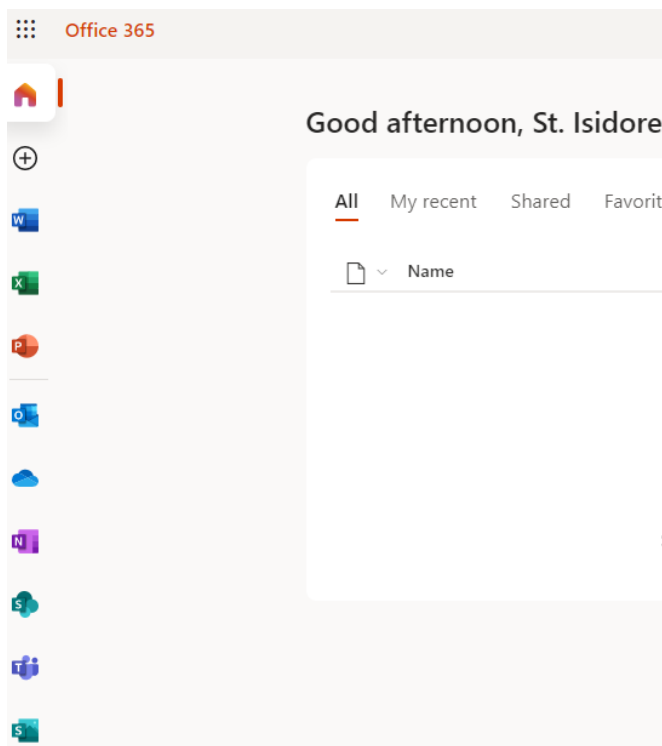 Office 365
Good afternoon, St. Isidore
All My recent Shared Favorit
Name
W
X
P
O
N
S
T
S